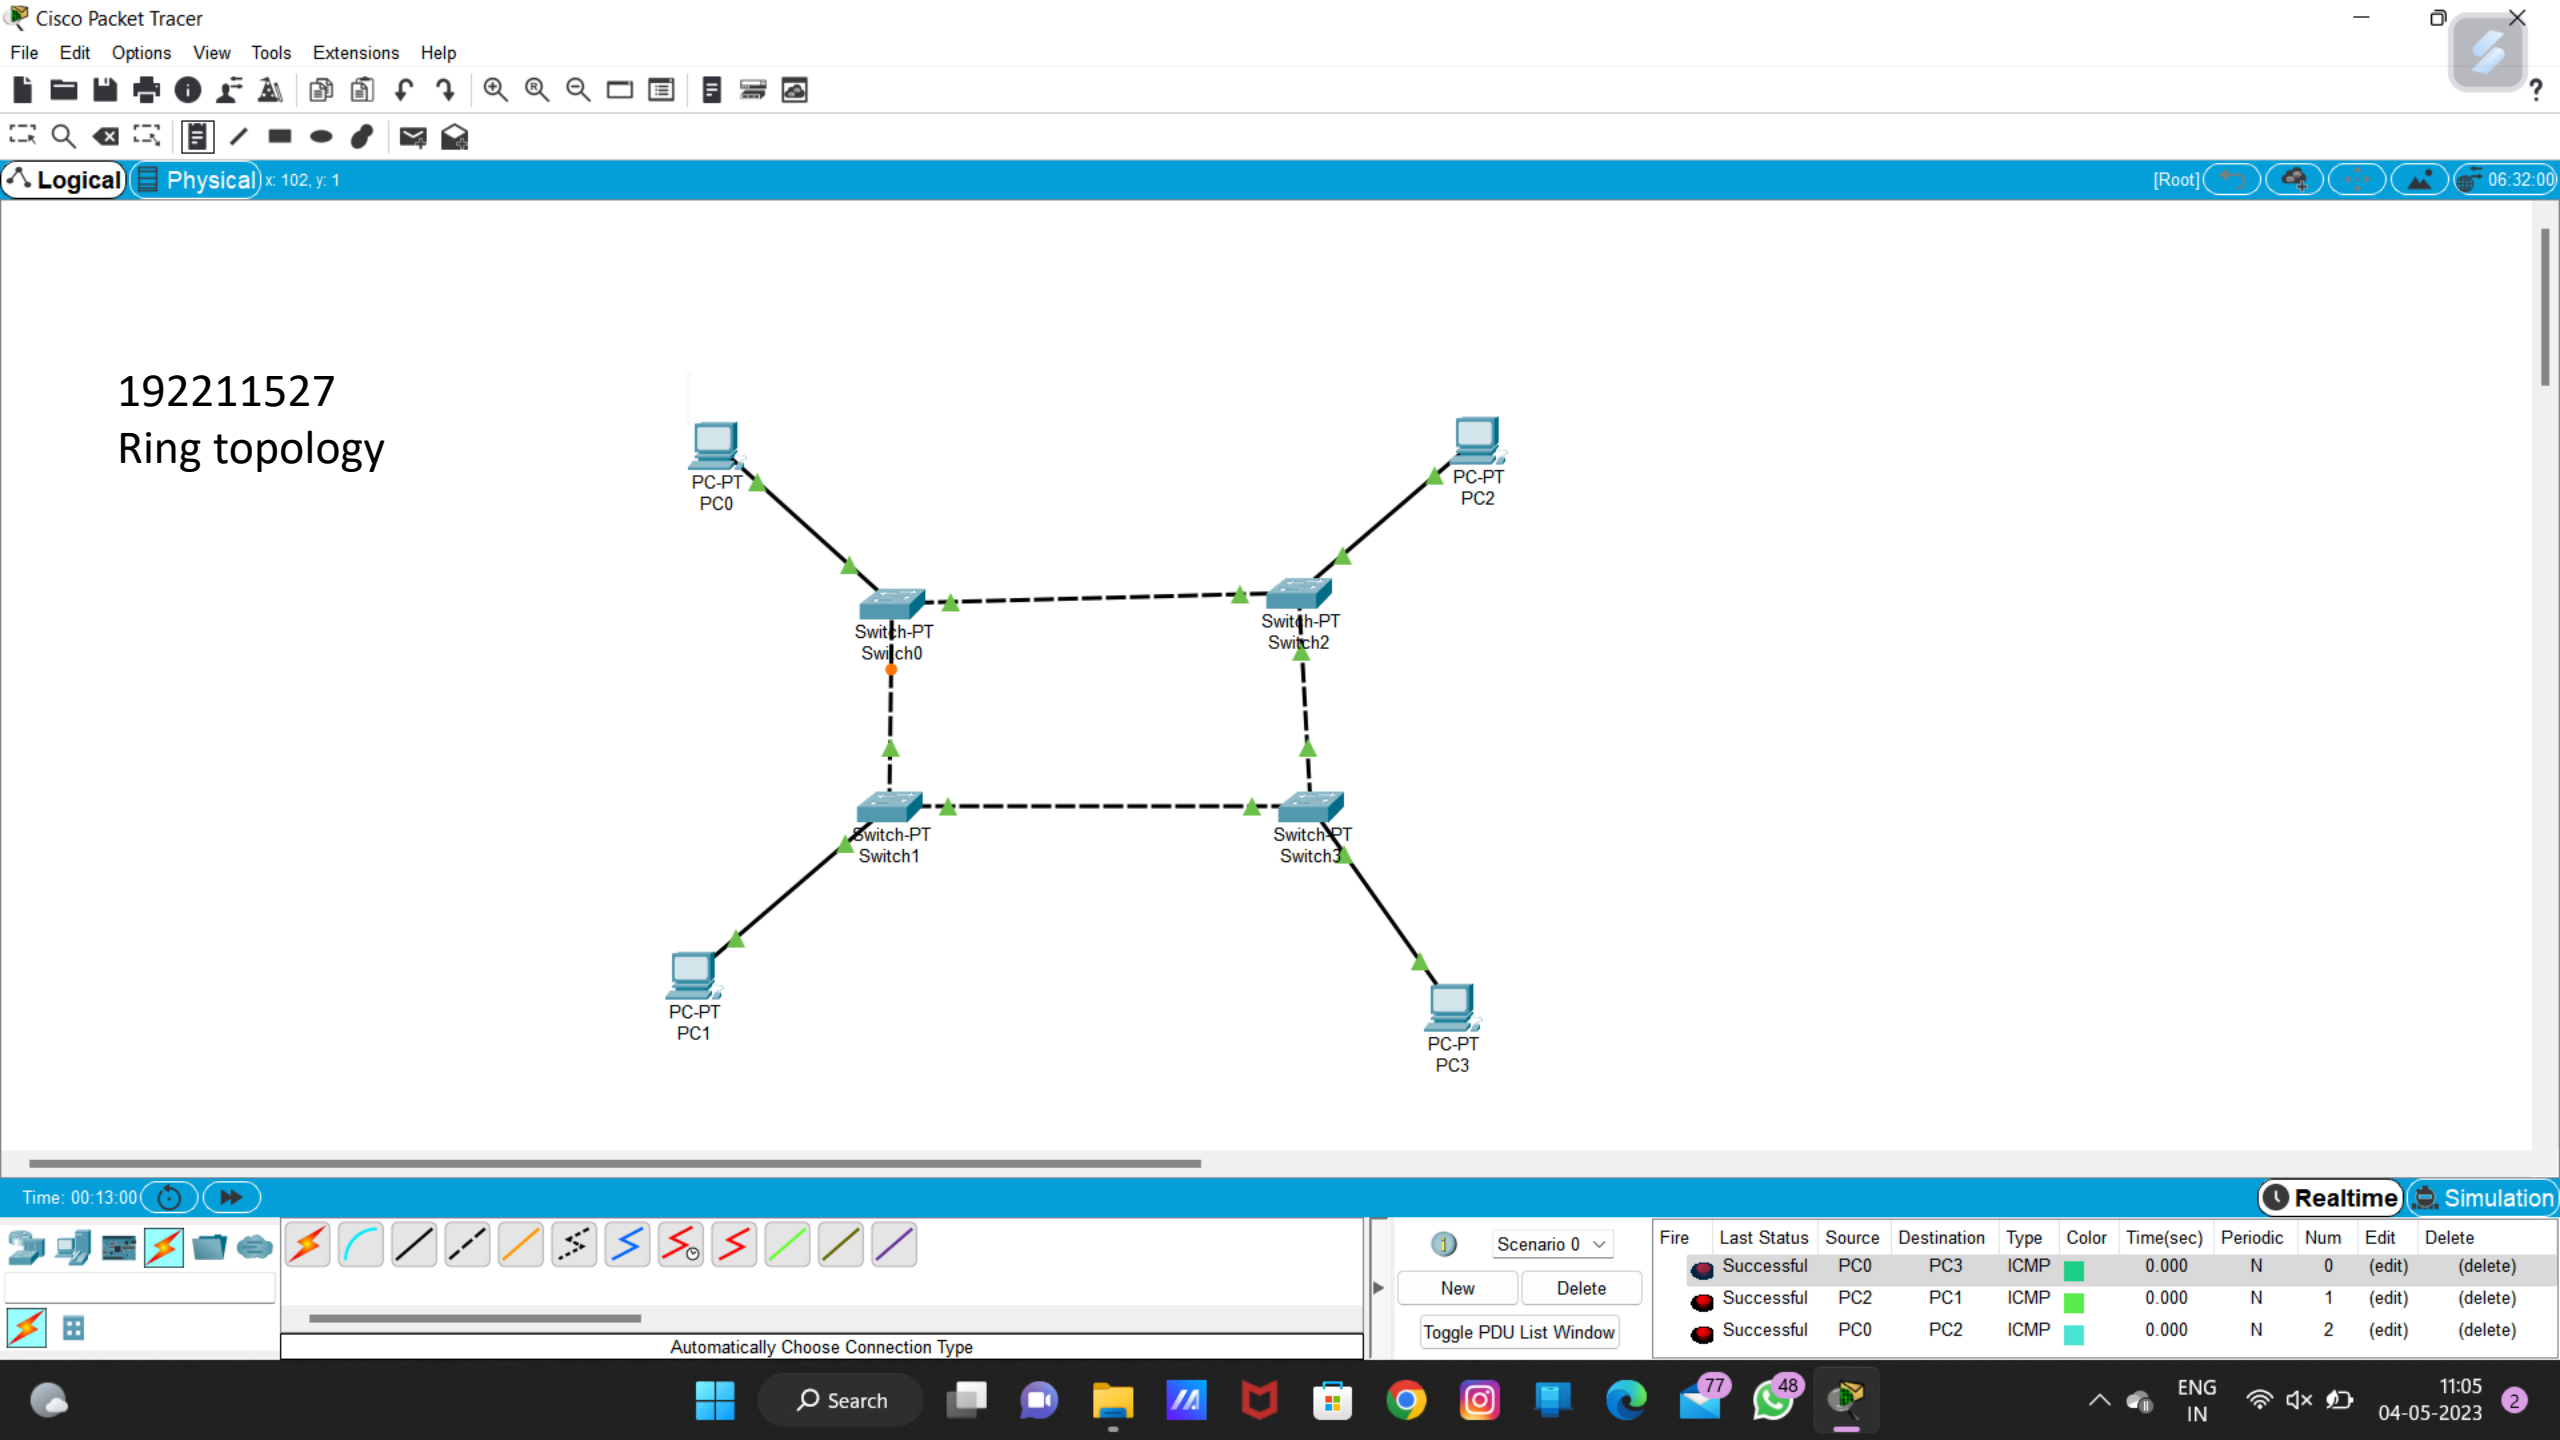 Cisco Packet Tracer
File Edit Options View Tools Extensions Help
Logical Physical x: 102, y: 1 [Root] 06:32:00
192211527
Ring topology
PC-PT
PC0
PC-PT
PC2
Switch-PT
Switch0
Switch-PT
Switch2
Switch-PT
Switch1
Switch-PT
Switch3
PC-PT
PC1
PC-PT
PC3
Time: 00:13:00 Realtime Simulation
Scenario 0
New Delete
Toggle PDU List Window
Automatically Choose Connection Type
Fire Last Status Source Destination Type Color Time(sec) Periodic Num Edit Delete
Successful PC0 PC3 ICMP 0.000 N 0 (edit) (delete)
Successful PC2 PC1 ICMP 0.000 N 1 (edit) (delete)
Successful PC0 PC2 ICMP 0.000 N 2 (edit) (delete)
Search 77 48 ENG
IN
11:05
04-05-2023
2